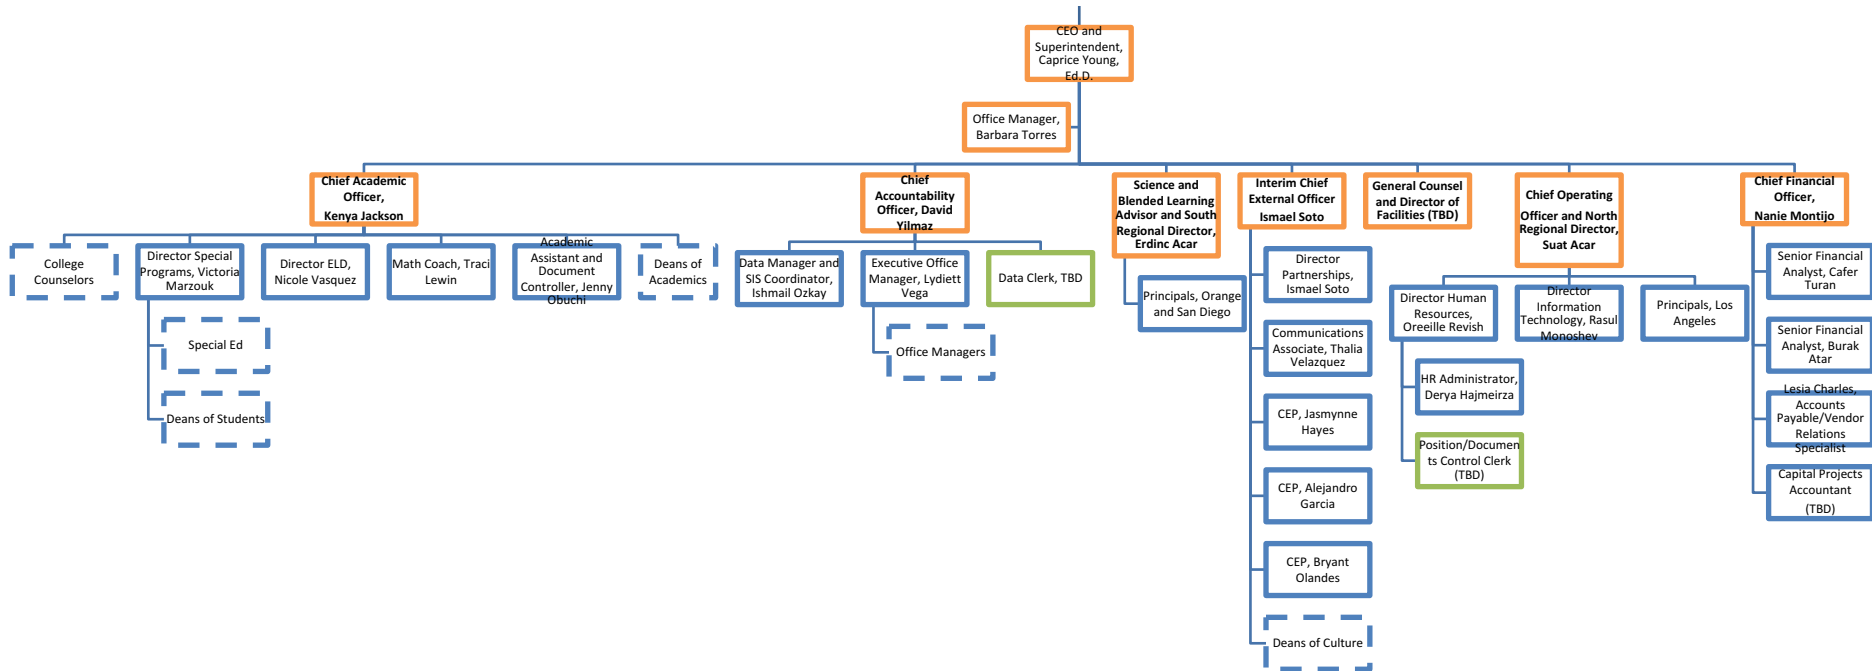 CEO and
Superintendent,
Caprice Young,
Ed.D.
Office Manager,
Barbara Torres
Chief Academic
Officer,
Kenya Jackson
Chief
Accountability
Officer, David
Yilmaz
Science and
Blended Learning
Advisor and South
Regional Director,
Erdinc Acar
Interim Chief
External Officer
Ismael Soto
General Counsel
and Director of
Facilities (TBD)
Chief Operating
Officer and North
Regional Director,
Suat Acar
Chief Financial
Officer,
Nanie Montijo
College
Counselors
Director Special
Programs, Victoria
Marzouk
Director ELD,
Nicole Vasquez
Math Coach, Traci
Lewin
Academic
Assistant and
Document
Controller, Jenny
Obuchi
Deans of
Academics
Special Ed
Deans of Students
Data Manager and
SIS Coordinator,
Ishmail Ozkay
Executive Office
Manager, Lydiett
Vega
Data Clerk, TBD
Office Managers
Principals, Orange
and San Diego
Director
Partnerships,
Ismael Soto
Communications
Associate, Thalia
Velazquez
CEP, Jasmynne
Hayes
CEP, Alejandro
Garcia
CEP, Bryant
Olandes
Deans of Culture
Director Human
Resources,
Oreeille Revish
Director
Information
Technology, Rasul
Monoshev
Principals, Los
Angeles
HR Administrator,
Derya Hajmeirza
Position/Documen
ts Control Clerk
(TBD)
Senior Financial
Analyst, Cafer
Turan
Senior Financial
Analyst, Burak
Atar
Lesia Charles,
Accounts
Payable/Vendor
Relations
Specialist
Capital Projects
Accountant
(TBD)